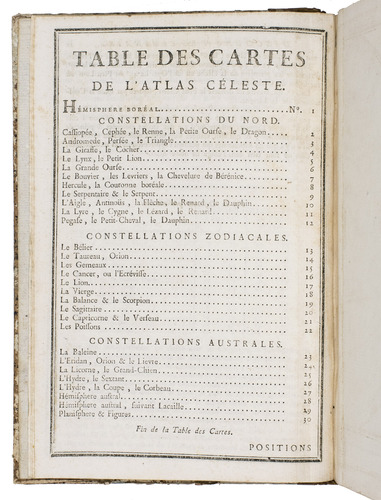 TABLE DES CARTES
DE L'ATLAS CÉLESTE.
HÉMISPHERE BORÉAL. N°. 1
CONSTELLATIONS DU NORD.
Cassiopée, Cephée, le Renne, la Petite Ourse, le Dragon. 2
Andromede, Persée, le Triangle. 3
La Giraffe, le Cocher. 4
Le Lynx, le Petit Lion. 5
La Grande Ourse. 6
Le Bouvier, les Levriers, la Chevelure de Bérénice. 7
Hercule, la Couronne boréale. 8
Le Serpentaire & le Serpent. 9
L'Aigle, Antinoüs, la Fléche, le Renard, le Dauphin. 10
La Lyre, le Cygne, le Lézard, le Renard. 11
Pegase, le Petit Cheval, le Dauphin. 12
CONSTELLATIONS ZODIACALES.
Le Bélier. 13
Le Taureau, Orion. 14
Les Gemeaux. 15
Le Cancer, ou l'Ecrévisse. 16
Le Lion. 17
La Vierge. 18
La Balance & le Scorpion. 19
Le Sagittaire. 20
Le Capricorne & le Verseau. 21
Les Poissons. 22
CONSTELLATIONS AUSTRALES.
La Baleine. 23
L'Eridan, Orion & le Lievre. 24
La Licorne, le Grand-Chien. 25
L'Hydre, le Sextant. 26
L'Hydre, la Coupe, le Corbeau. 27
Hémisphere austral. 28
Hémisphere austral, suivant Lacaille. 29
Planisphere & Figures. 30
Fin de la Table des Cartes.
POSITIONS